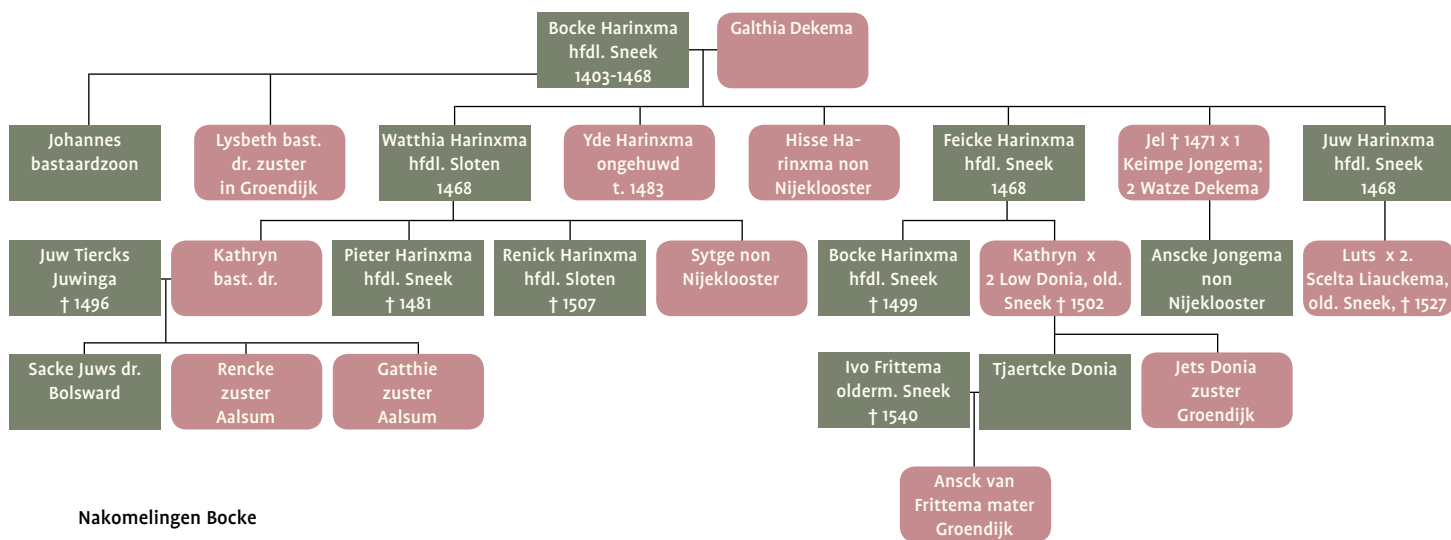 Bocke Harinxma
hfdl. Sneek
1403-1468
Galthia Dekema
Johannes
bastaardzoon
Lysbeth bast.
dr. zuster
in Groendijk
Watthia Harinxma
hfdl. Sloten
1468
Yde Harinxma
ongehuwd
t. 1483
Hisse Ha-
rinxma non
Nijeklooster
Feicke Harinxma
hfdl. Sneek
1468
Jel † 1471 x 1
Keimpe Jongema;
2 Watze Dekema
Juw Harinxma
hfdl. Sneek
1468
Juw Tiercks
Juwinga
† 1496
Kathryn
bast. dr.
Pieter Harinxma
hfdl. Sneek
† 1481
Renick Harinxma
hfdl. Sloten
† 1507
Sytge non
Nijeklooster
Bocke Harinxma
hfdl. Sneek
† 1499
Kathryn x
2 Low Donia, old.
Sneek † 1502
Anscke Jongema
non
Nijeklooster
Luts x 2.
Scelta Liauckema,
old. Sneek, † 1527
Sacke Juws dr.
Bolsward
Rencke
zuster
Aalsum
Gatthie
zuster
Aalsum
Ivo Frittema
olderm. Sneek
† 1540
Tjaertcke Donia
Jets Donia
zuster
Groendijk
Ansck van
Frittema mater
Groendijk
Nakomelingen Bocke